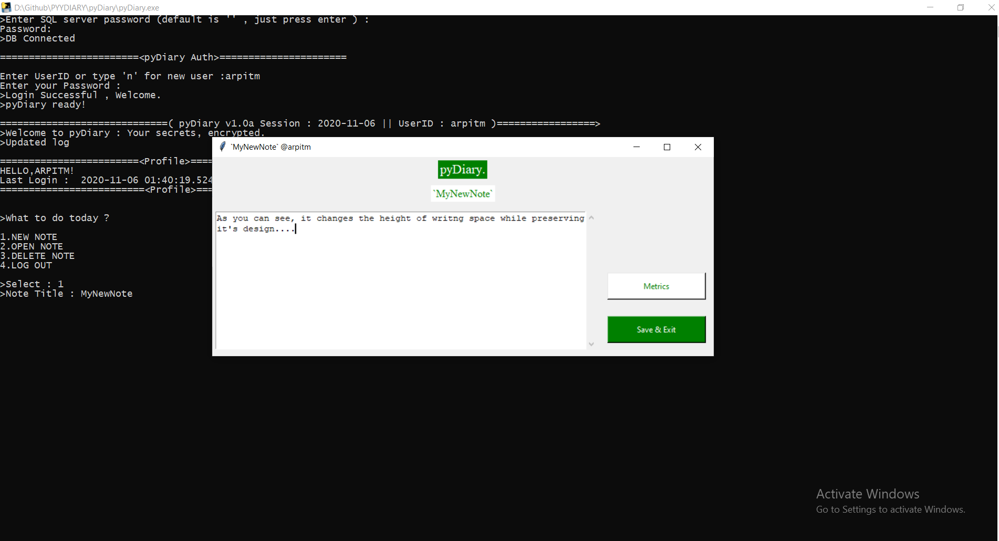 D:\Github\PYYDIARY\pyDiary\pyDiary.exe
>Enter SQL server password (default is '' , just press enter ) :
Password:
>DB Connected
========================<pyDiary Auth>======================
Enter UserID or type 'n' for new user :arpitm
Enter your Password :
>Login Successful , Welcome.
>pyDiary ready!
=============================( pyDiary v1.0a Session : 2020-11-06 || UserID : arpitm )=================>
>Welcome to pyDiary : Your secrets, encrypted.
>Updated log
========================<Profile>====
HELLO,ARPITM!
Last Login :  2020-11-06 01:40:19.524
=========================<Profile>===
>What to do today ?
1.NEW NOTE
2.OPEN NOTE
3.DELETE NOTE
4.LOG OUT
>Select : 1
>Note Title : MyNewNote
`MyNewNote` @arpitm
pyDiary.
`MyNewNote`
As you can see, it changes the height of writng space while preserving
it's design....
Metrics
Save & Exit
Activate Windows
Go to Settings to activate Windows.